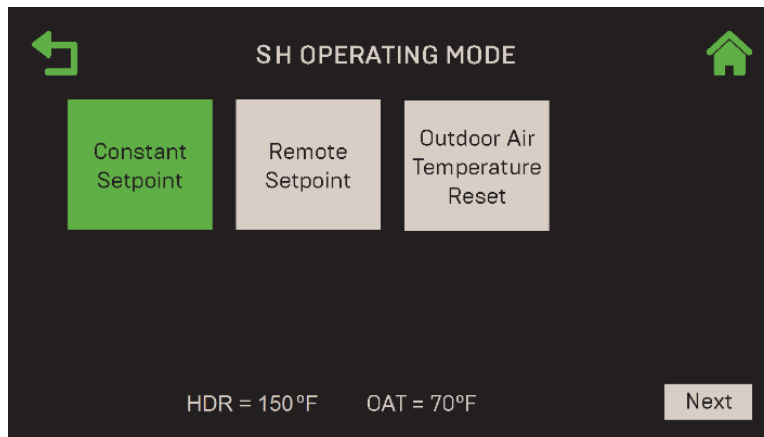 SH OPERATING MODE
Constant
Setpoint
Remote
Setpoint
Outdoor Air
Temperature
Reset
HDR = 150°F OAT = 70°F
Next